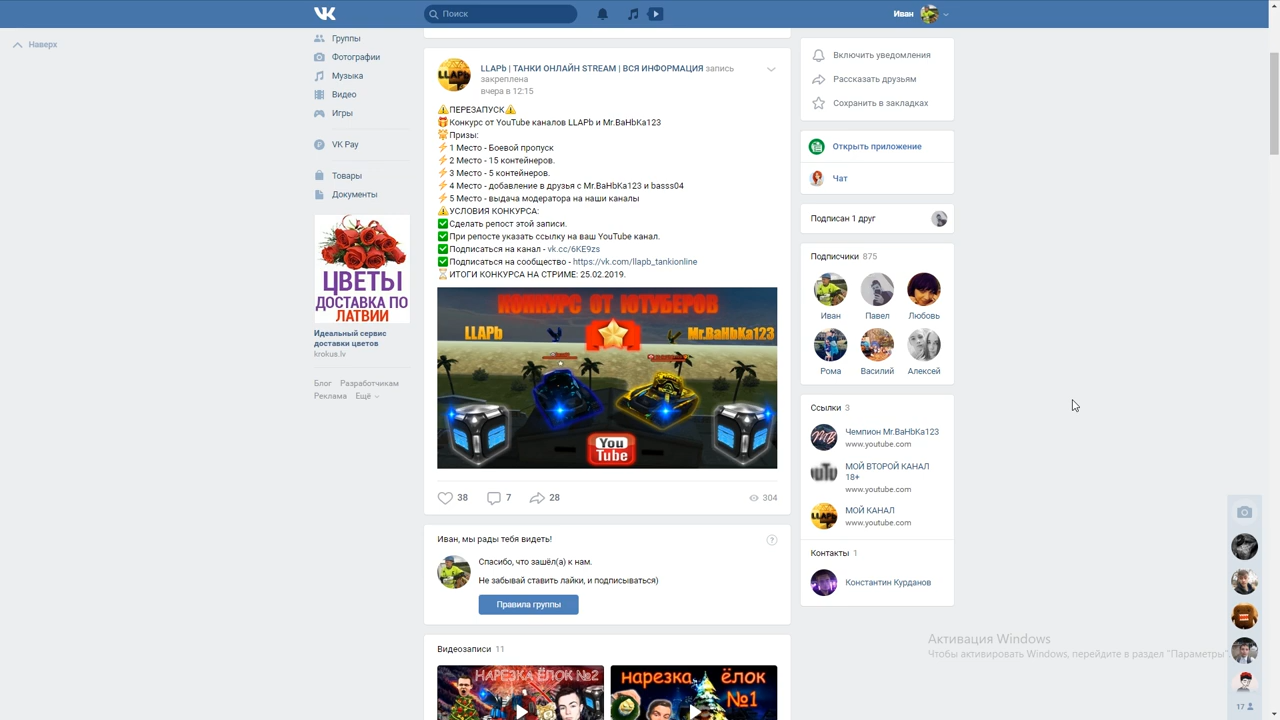 Поиск
Иван
Наверх
Группы
Фотографии
Музыка
Видео
Игры
VK Pay
Товары
Документы
ЦВЕТЫ
ДОСТАВКА ПО
ЛАТВИИ
Идеальный сервис
доставки цветов
krokus.lv
Блог Разработчикам
Реклама Ещё
LLAPb
LLAPb | ТАНКИ ОНЛАЙН STREAM | ВСЯ ИНФОРМАЦИЯ запись
закреплена
вчера в 12:15
⚠️ПЕРЕЗАПУСК⚠️
Конкурс от YouTube каналов LLAPb и Mr.BaHbKa123
Призы:
⚡1 Место - Боевой пропуск
⚡2 Место - 15 контейнеров.
⚡3 Место - 5 контейнеров.
⚡4 Место - добавление в друзья с Mr.BaHbKa123 и basss04
⚡5 Место - выдача модератора на наши каналы
⚠️УСЛОВИЯ КОНКУРСА:
✅Сделать репост этой записи.
✅При репосте указать ссылку на ваш YouTube канал.
✅Подписаться на канал - vk.cc/6KE9zs
✅Подписаться на сообщество - https://vk.com/llapb_tankionline
⏳ИТОГИ КОНКУРСА НА СТРИМЕ: 25.02.2019.
КОНКУРС ОТ ЮТУБЕРОВ
LLAPb
Mr.BaHbKa123
You
Tube
38 7 28 304
Иван, мы рады тебя видеть!
Спасибо, что зашёл(а) к нам.
Не забывай ставить лайки, и подписываться)
Правила группы
Видеозаписи 11
НАРЕЗКА ЁЛОК №2
нарезка ёлок
№1
Включить уведомления
Рассказать друзьям
Сохранить в закладках
Открыть приложение
Чат
Подписан 1 друг
Подписчики 875
Иван Павел Любовь
Рома Василий Алексей
Ссылки 3
Чемпион Mr.BaHbKa123
www.youtube.com
МОЙ ВТОРОЙ КАНАЛ
18+
www.youtube.com
МОЙ КАНАЛ
www.youtube.com
Контакты 1
Константин Курданов
Активация Windows
Чтобы активировать Windows, перейдите в раздел "Параметры".
17